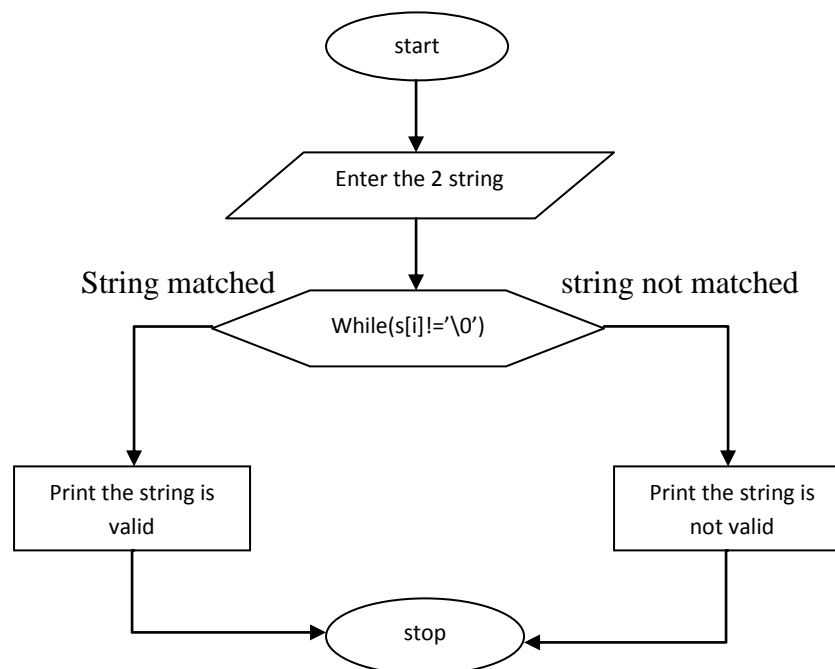 start
Enter the 2 string
String matched
string not matched
While(s[i]!=’\0’)
Print the string is
valid
Print the string is
not valid
stop